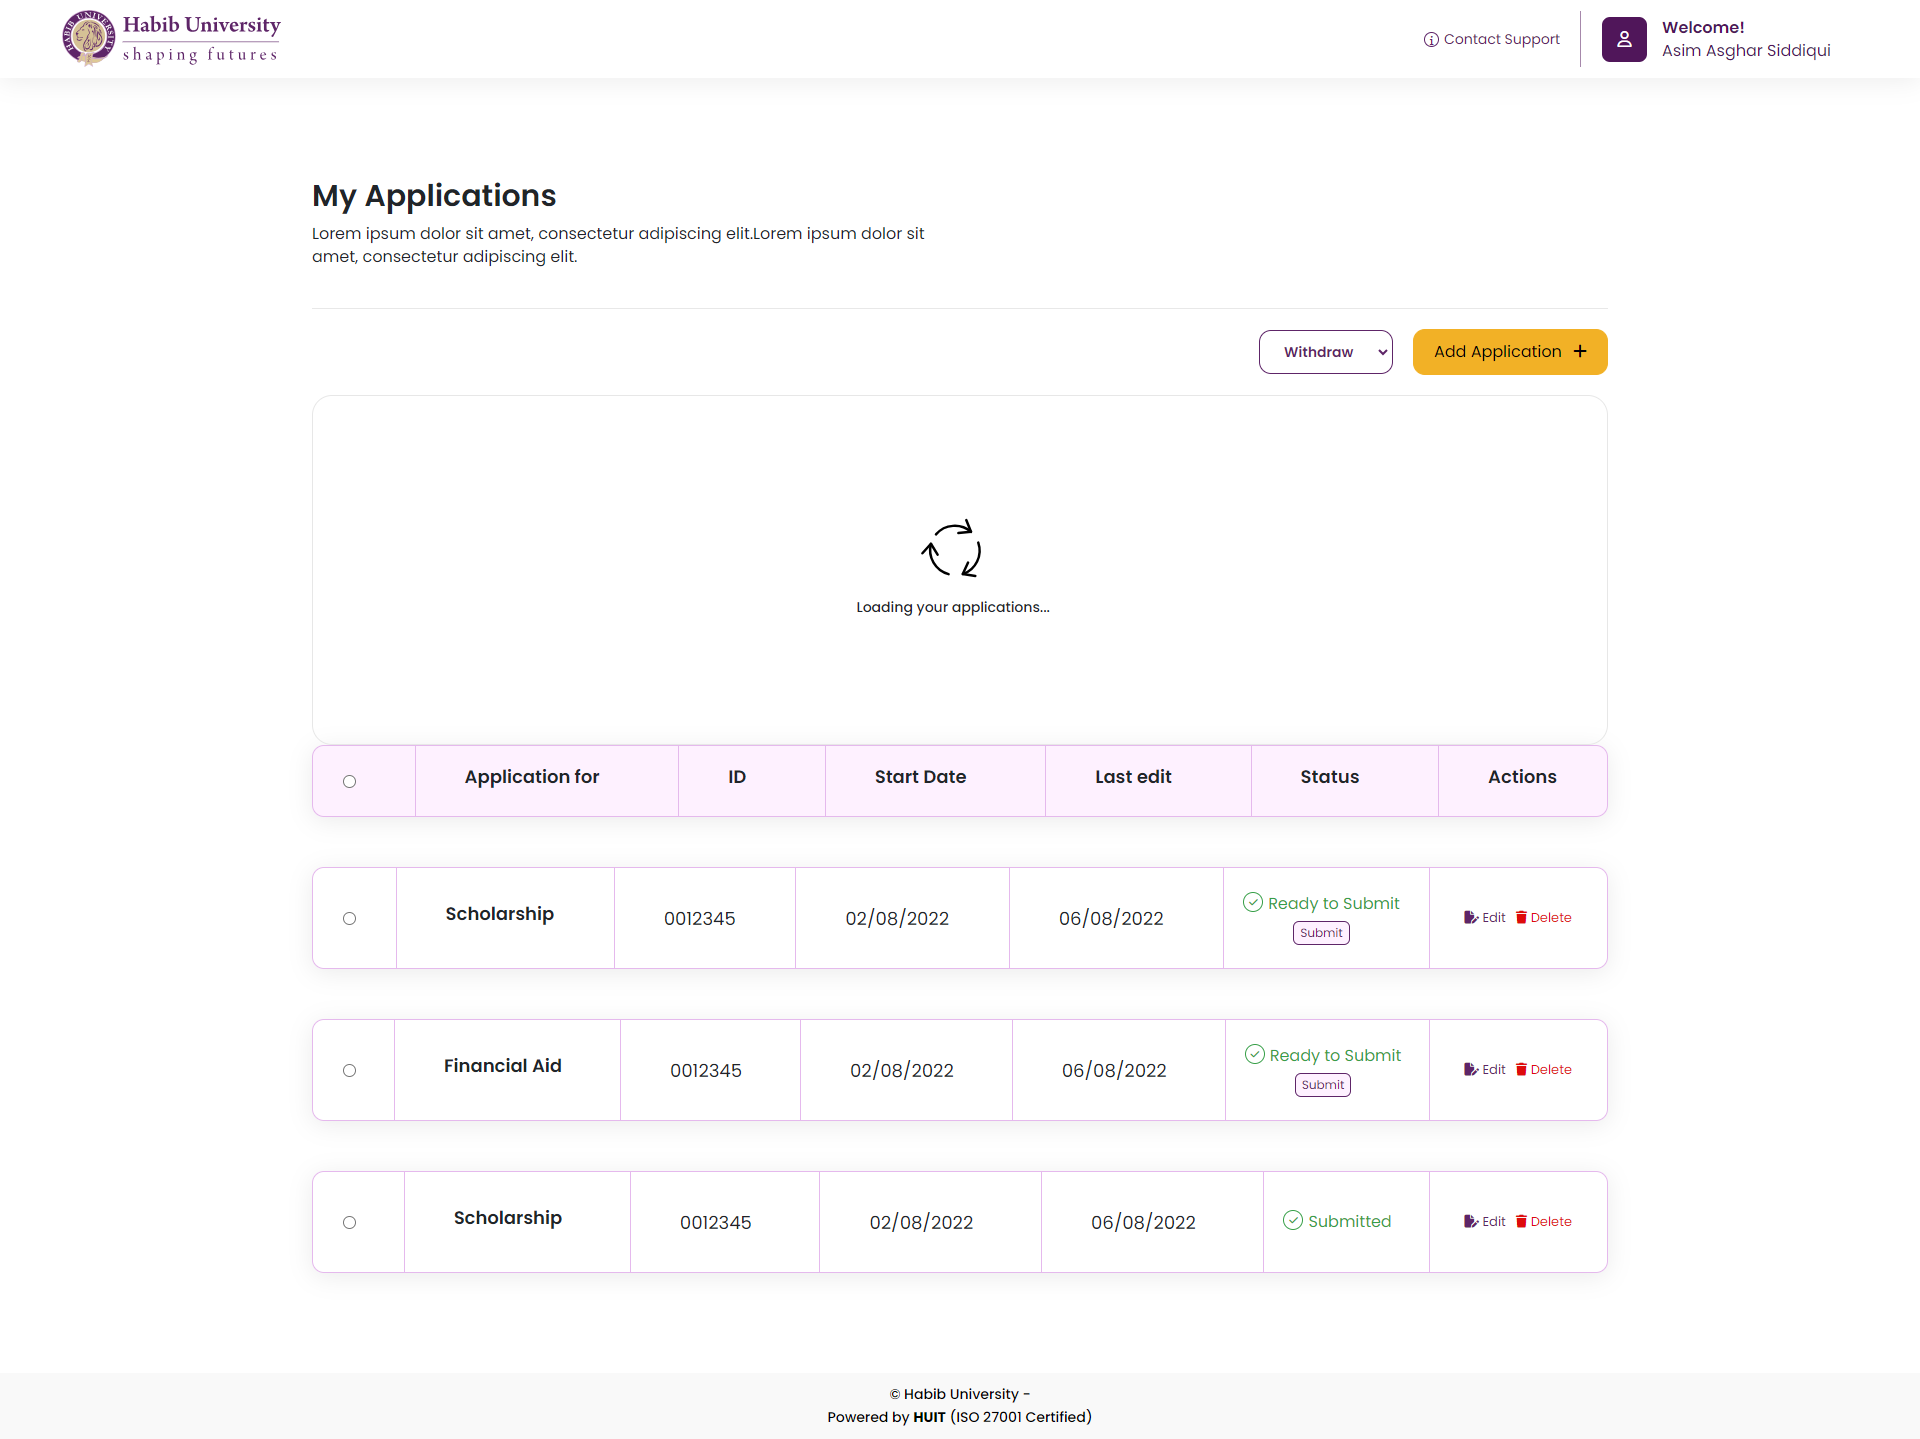 Habib University
shaping futures
HABIB UNIVERSITY
Contact Support
Welcome!
Asim Asghar Siddiqui
My Applications
Lorem ipsum dolor sit amet, consectetur adipiscing elit.Lorem ipsum dolor sit
amet, consectetur adipiscing elit.
Withdraw
Add Application +
Loading your applications...
Application for ID Start Date Last edit Status Actions
Scholarship 0012345 02/08/2022 06/08/2022 Ready to Submit Edit Delete
Submit
Financial Aid 0012345 02/08/2022 06/08/2022 Ready to Submit Edit Delete
Submit
Scholarship 0012345 02/08/2022 06/08/2022 Submitted Edit Delete
© Habib University -
Powered by HUIT (ISO 27001 Certified)